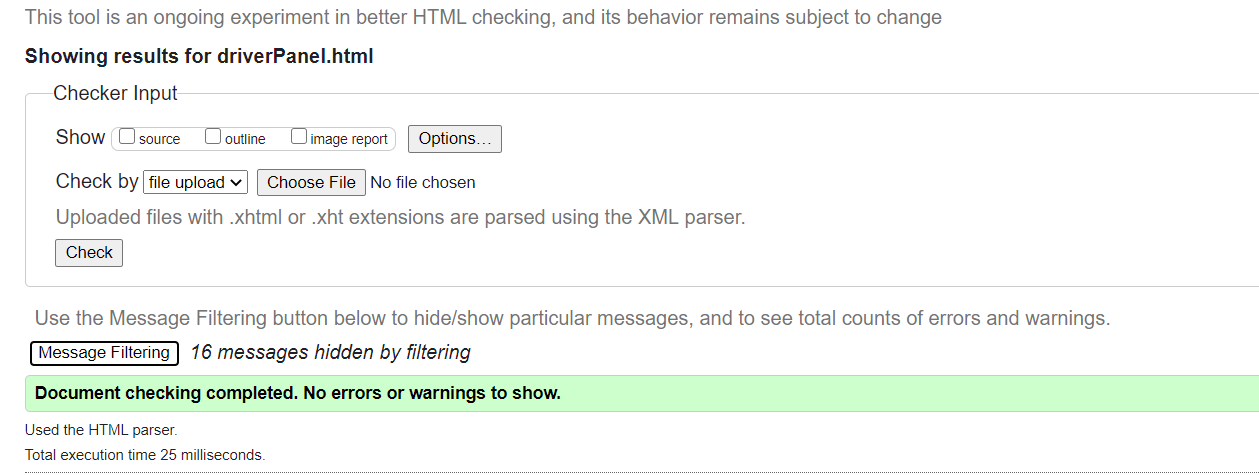 This tool is an ongoing experiment in better HTML checking, and its behavior remains subject to change
Showing results for driverPanel.html
Checker Input
Show source outline image report Options…
Check by file upload Choose File No file chosen
Uploaded files with .xhtml or .xht extensions are parsed using the XML parser.
Check
Use the Message Filtering button below to hide/show particular messages, and to see total counts of errors and warnings.
Message Filtering 16 messages hidden by filtering
Document checking completed. No errors or warnings to show.
Used the HTML parser.
Total execution time 25 milliseconds.